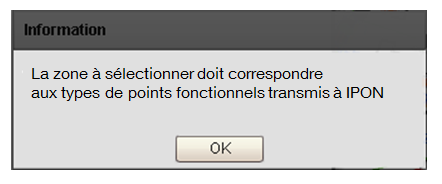 Information
La zone à sélectionner doit correspondre
aux types de points fonctionnels transmis à IPON
OK